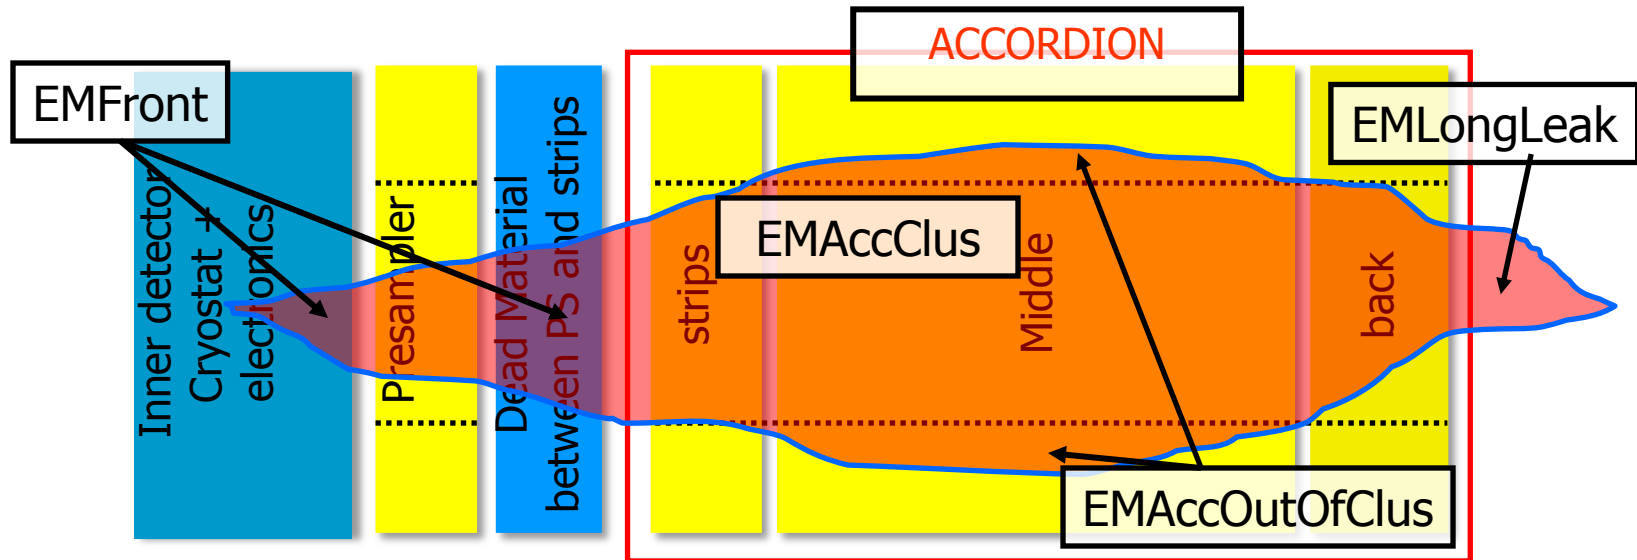 ACCORDION
EMFront
EMLongLeak
Inner detector
Cryostat +
electronics
Presampler
Dead Material
between PS and strips
strips
EMAccClus
Middle
back
EMAccOutOfClus